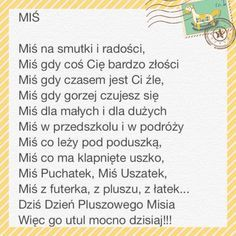 MIŚ
Miś na smutki i radości,
Miś gdy coś Cię bardzo złości
Miś gdy czasem jest Ci źle,
Miś gdy gorzej czujesz się
Miś dla małych i dla dużych
Miś w przedszkolu i w podróży
Miś co leży pod poduszką,
Miś co ma klapnięte uszko,
Miś Puchatek, Miś Uszatek,
Miś z futerka, z pluszu, z łatek...
Dziś Dzień Pluszowego Misia
Więc go utul mocno dzisiaj!!!